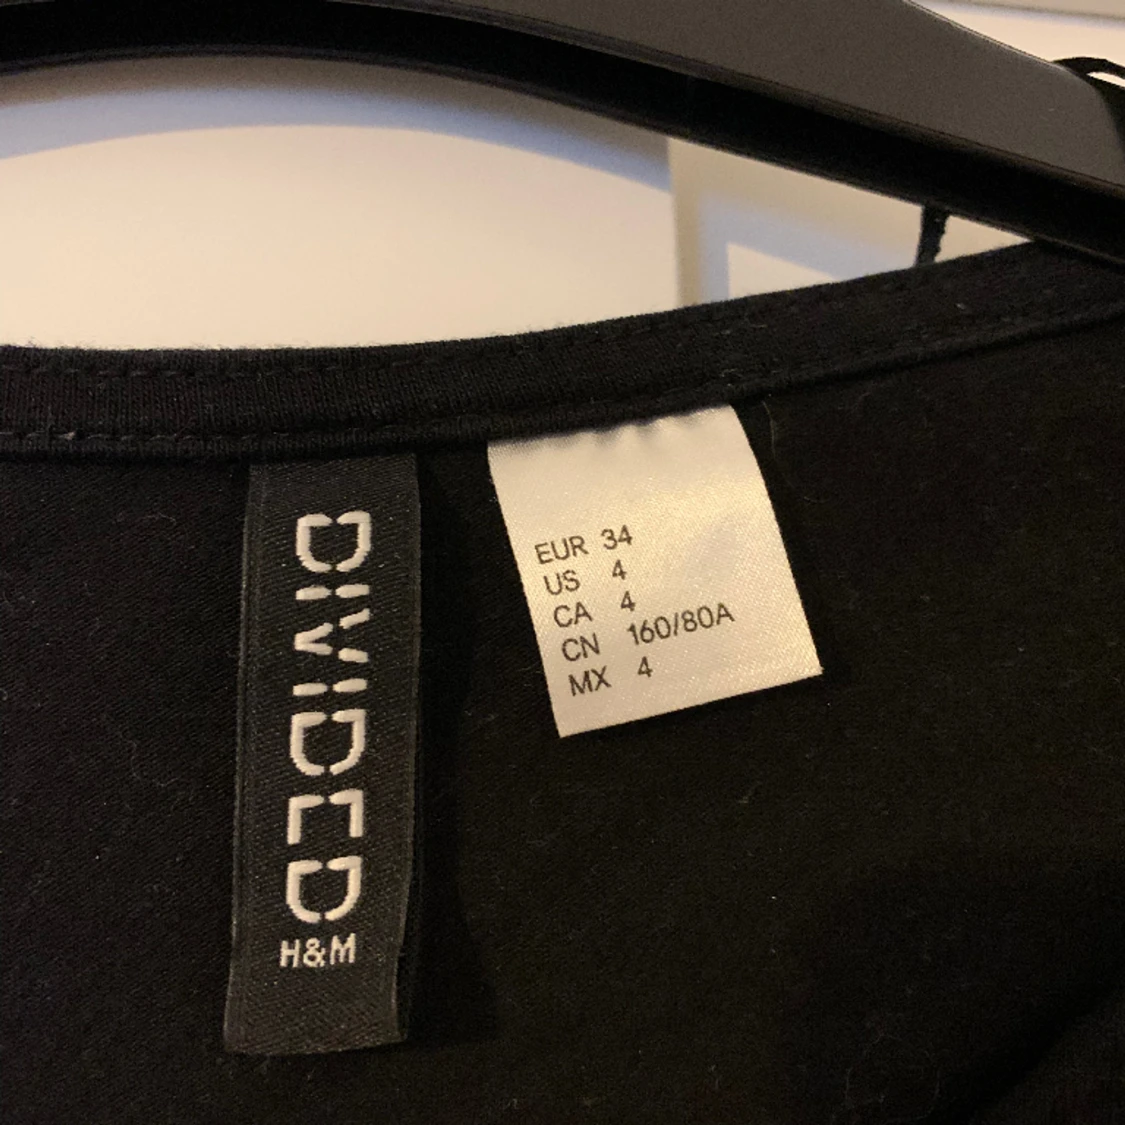 DIVIDED
H&M
EUR 34
US 4
CA 4
CN 160/80A
MX 4